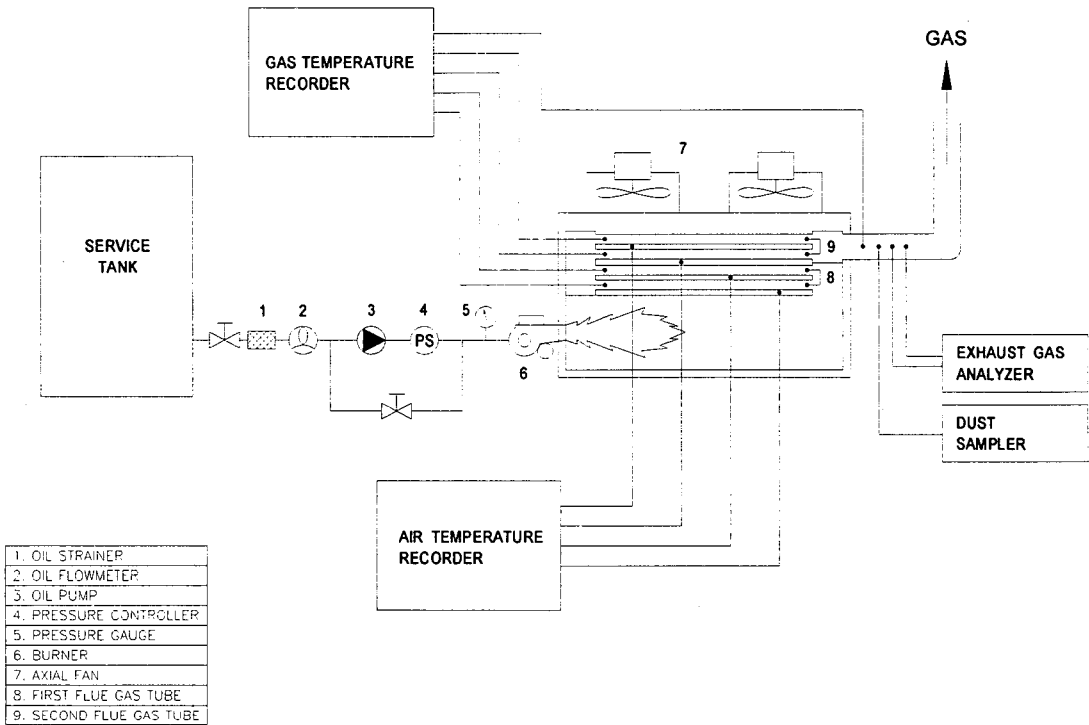 GAS TEMPERATURE
RECORDER
GAS
7
SERVICE
TANK
9
8
1
2
3
4
5
PS
6
EXHAUST GAS
ANALYZER
DUST
SAMPLER
AIR TEMPERATURE
RECORDER
1. OIL STRAINER
2. OIL FLOWMETER
3. OIL PUMP
4. PRESSURE CONTROLLER
5. PRESSURE GAUGE
6. BURNER
7. AXIAL FAN
8. FIRST FLUE GAS TUBE
9. SECOND FLUE GAS TUBE